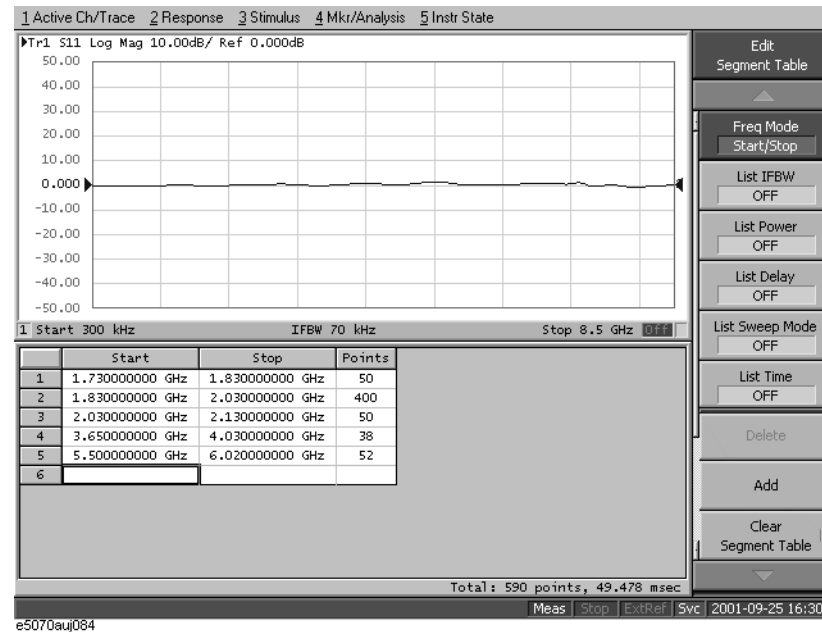 1 Active Ch/Trace 2 Response 3 Stimulus 4 Mkr/Analysis 5 Instr State
Tr1 S11 Log Mag 10.00dB/ Ref 0.000dB
50.00
40.00
30.00
20.00
10.00
0.000
-10.00
-20.00
-30.00
-40.00
-50.00
1 Start 300 kHz IFBW 70 kHz Stop 8.5 GHz Off
Start Stop Points
1 1.730000000 GHz 1.830000000 GHz 50
2 1.830000000 GHz 2.030000000 GHz 400
3 2.030000000 GHz 2.130000000 GHz 50
4 3.650000000 GHz 4.030000000 GHz 38
5 5.500000000 GHz 6.020000000 GHz 52
6
Total: 590 points, 49.478 msec
Edit
Segment Table
Freq Mode
Start/Stop
List IFBW
OFF
List Power
OFF
List Delay
OFF
List Sweep Mode
OFF
List Time
OFF
Delete
Add
Clear
Segment Table
Meas Stop ExtRef Svc 2001-09-25 16:30
e5070auj084